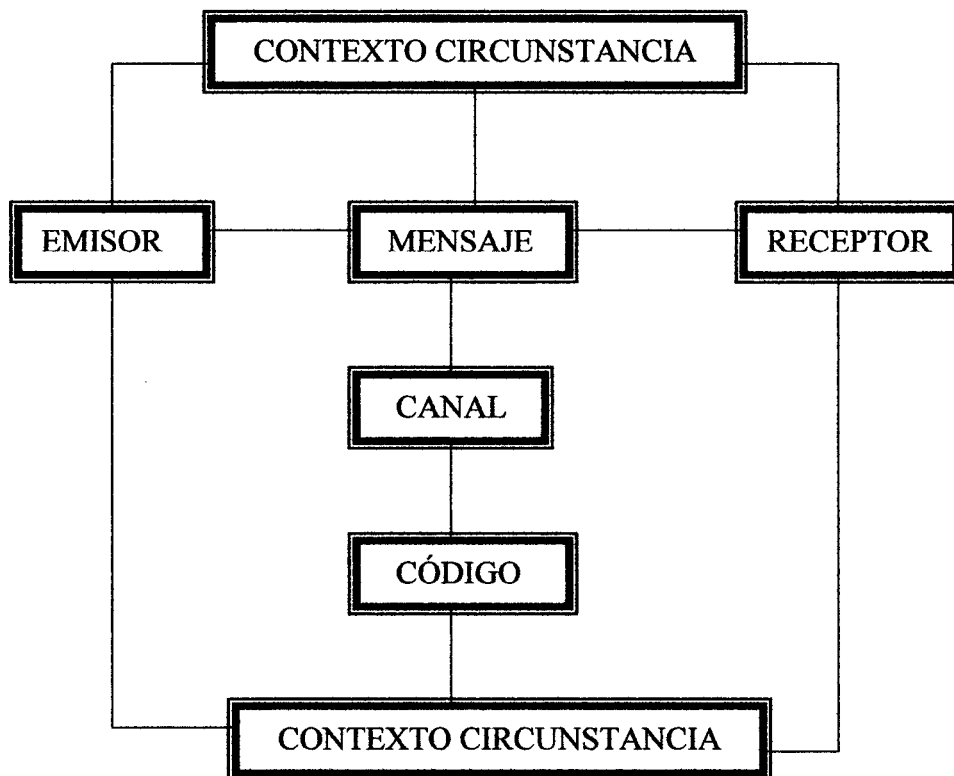 CONTEXTO CIRCUNSTANCIA
EMISOR
MENSAJE
RECEPTOR
CANAL
CÓDIGO
CONTEXTO CIRCUNSTANCIA